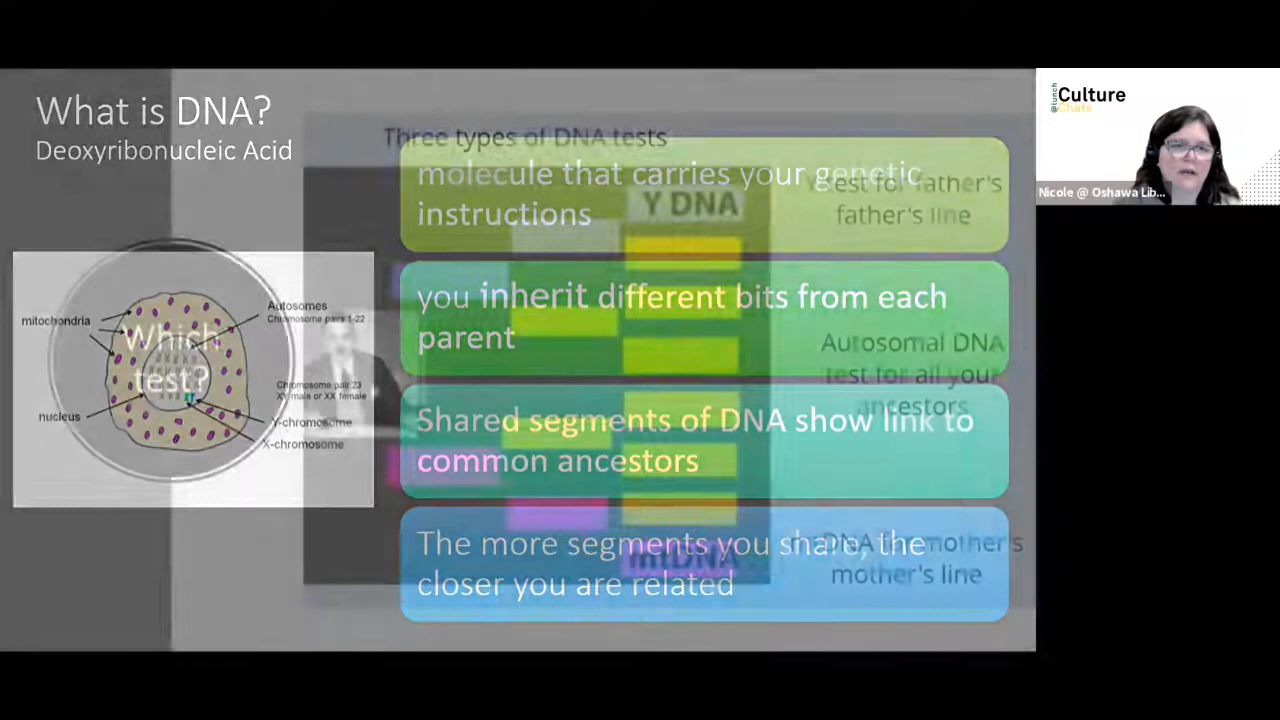 What is DNA?
Deoxyribonucleic Acid
Three types of DNA tests
molecule that carries your genetic
instructions
Y DNA
test for father's
father's line
you inherit different bits from each
parent
Autosomal DNA
test for all your
ancestors
Shared segments of DNA show link to
common ancestors
The more segments you share, the
closer you are related
mtDNA
mtDNA for mother's
mother's line
Which
test?
mitochondria
nucleus
Autosomes
Chromosome pairs 1-22
Chromosome pair 23
XY male or XX female
Y-chromosome
X-chromosome
@lunch
Culture
Chats
Nicole @ Oshawa Lib...